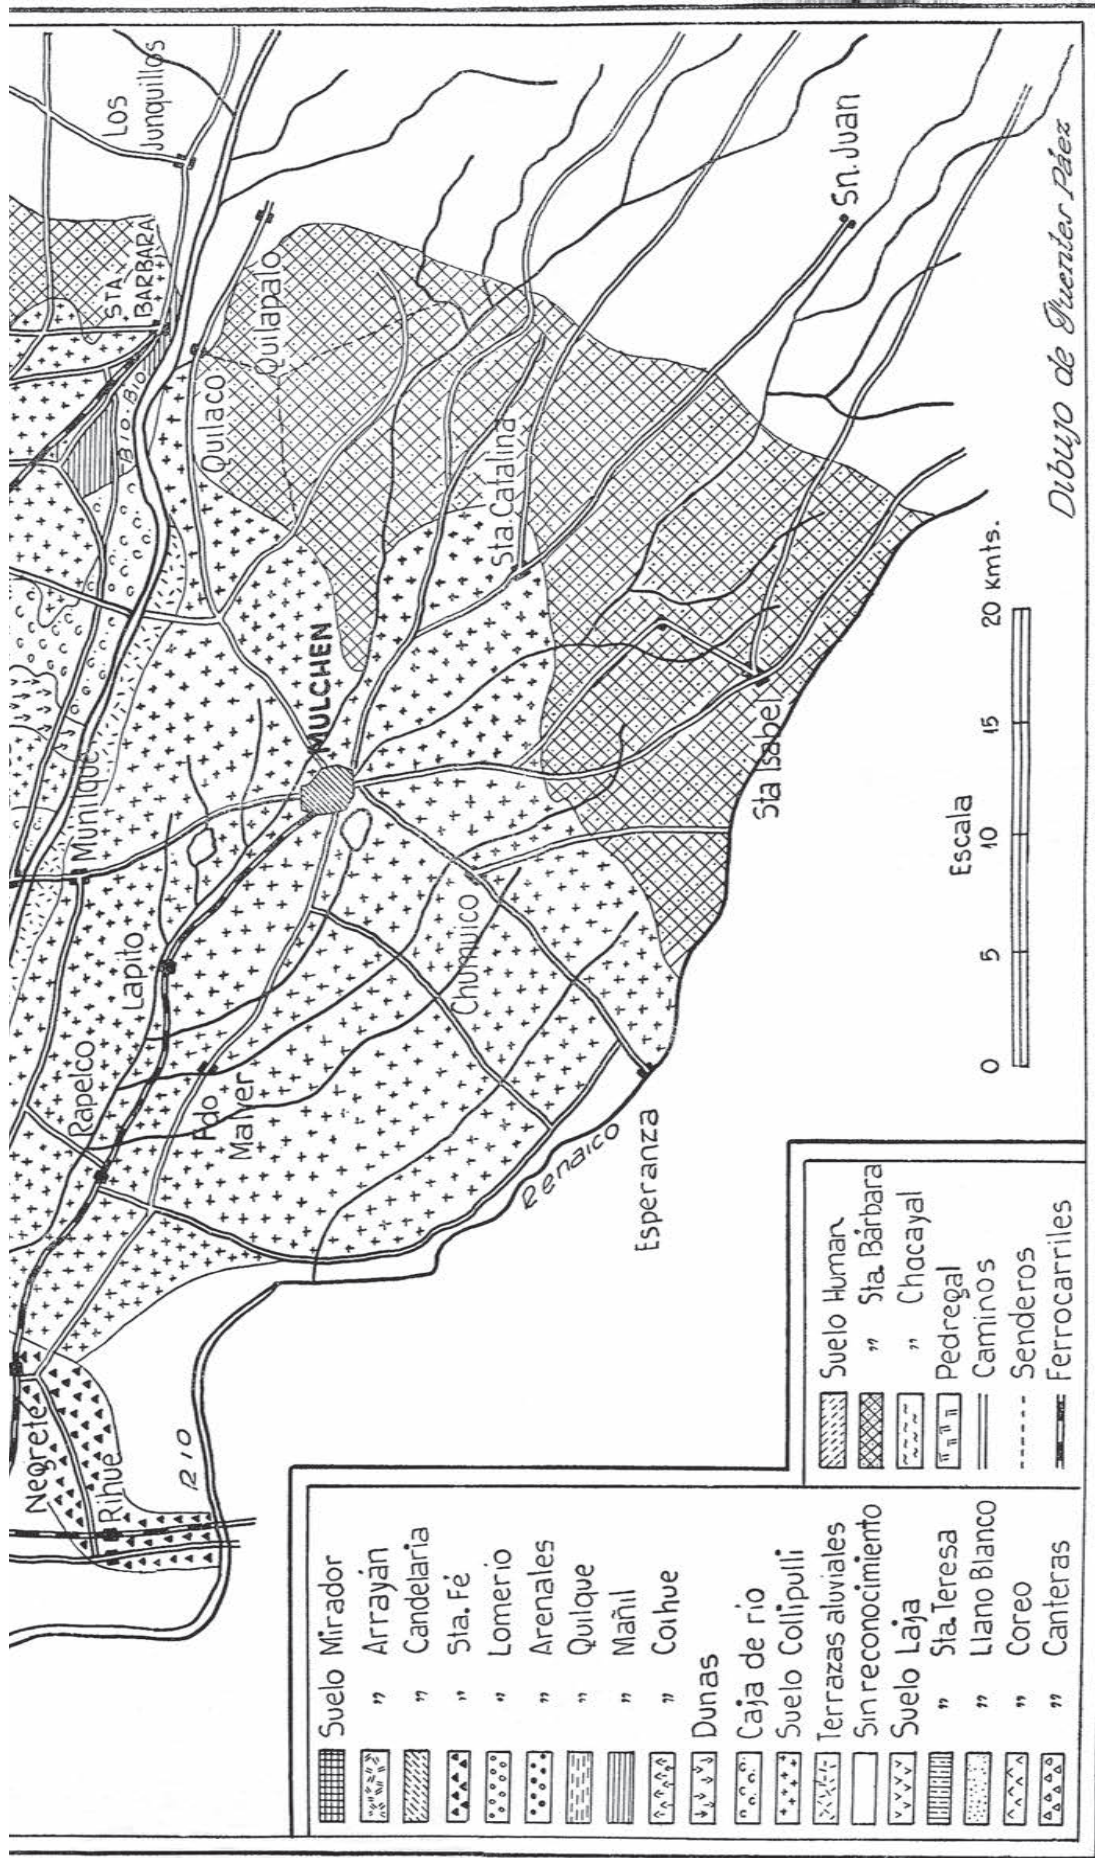 Los
Junquillos
STA.
BARBARA
BIO-BIO
Quilaco
Quilapalo
Sn. Juan
Munilque
MULCHEN
Sta. Catalina
Rapelco
Lapito
Fdo
Malver
Chumulco
Sta Isabel
Negrete
Rihue
RIO
Renaico
Esperanza
Escala
0 5 10 15 20 Kmts.
Dibujo de Fuentes Páez
Suelo Mirador
" Arrayán
" Candelaria
" Sta. Fé
" Lomerio
" Arenales
" Quilque
" Mañil
" Coihue
Dunas
Caja de rio
Suelo Collipulli
Terrazas aluviales
Sin reconocimento
Suelo Laja
" Sta. Teresa
" Llano Blanco
" Coreo
" Canteras
Suelo Human
" Sta. Bárbara
" Chacayal
Pedregal
Caminos
Senderos
Ferrocarriles